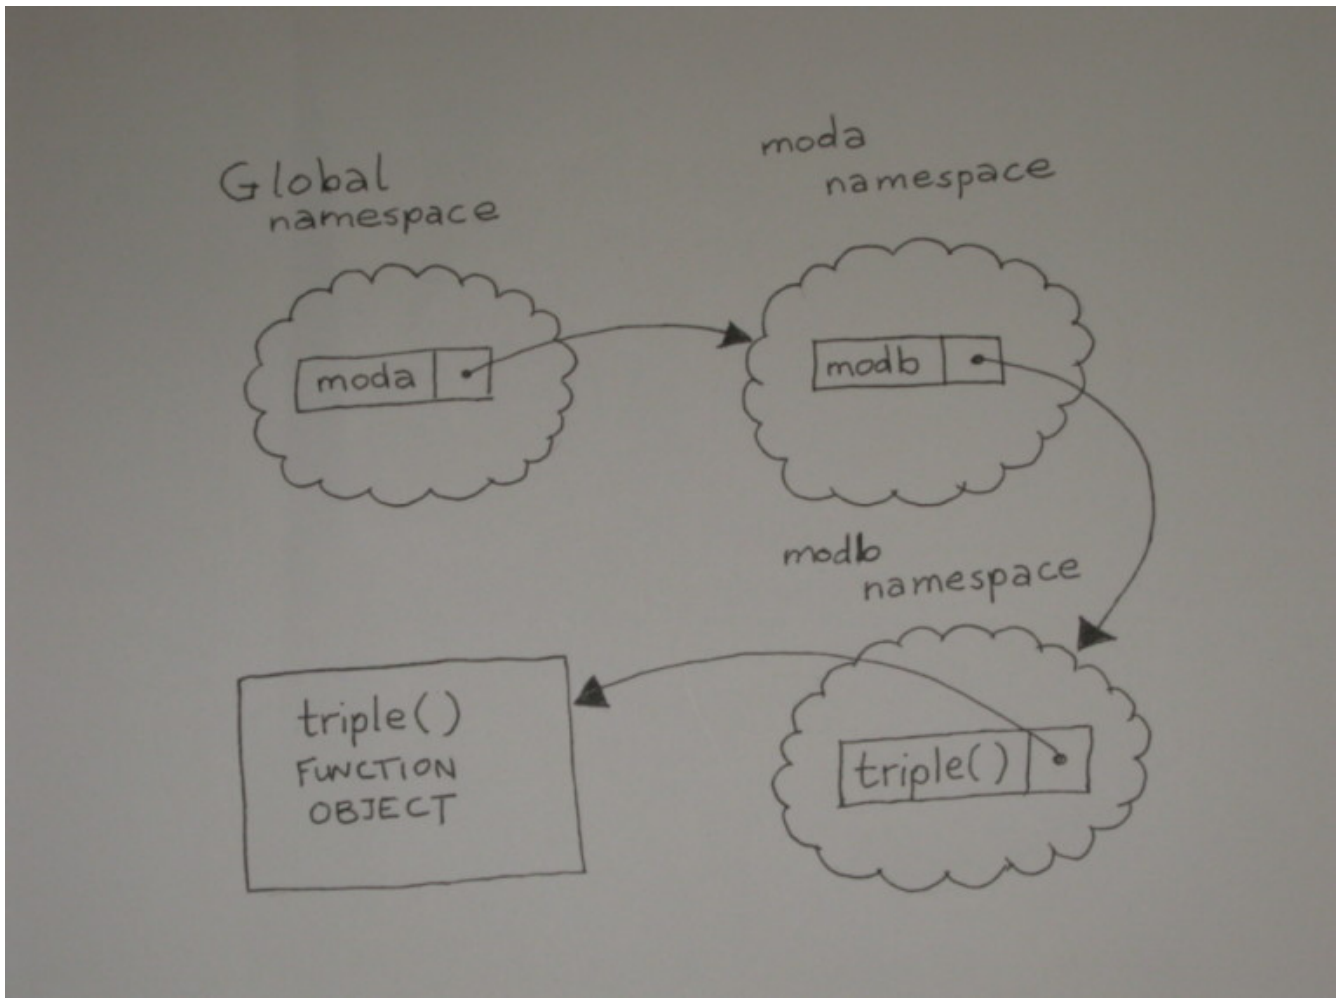 Global
namespace
moda
namespace
moda
modb
modb
namespace
triple()
FUNCTION
OBJECT
triple()